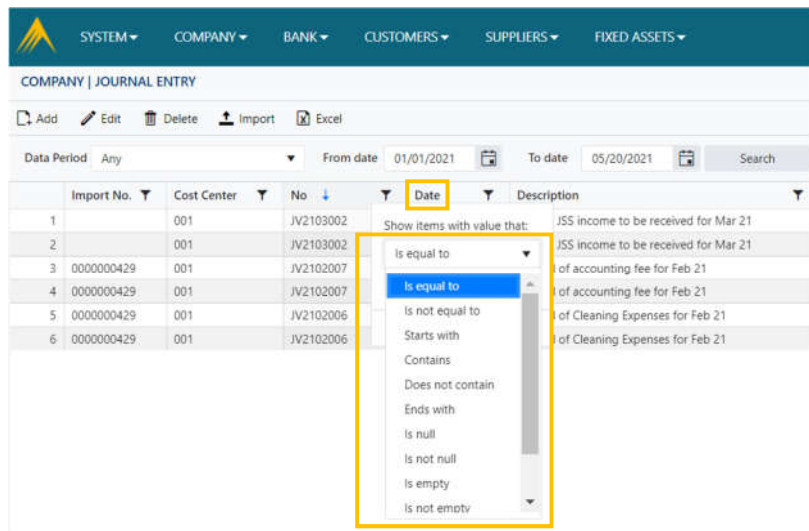 SYSTEM COMPANY BANK CUSTOMERS SUPPLIERS FIXED ASSETS
COMPANY | JOURNAL ENTRY
Add Edit Delete Import Excel
Data Period Any From date 01/01/2021 To date 05/20/2021 Search
Import No. Cost Center No Date Description
1 001 JV2103002 JSS income to be received for Mar 21
2 001 JV2103002 JSS income to be received for Mar 21
3 0000000429 001 JV2102007 of accounting fee for Feb 21
4 0000000429 001 JV2102007 of accounting fee for Feb 21
5 0000000429 001 JV2102006 of Cleaning Expenses for Feb 21
6 0000000429 001 JV2102006 of Cleaning Expenses for Feb 21
Show items with value that:
Is equal to
Is equal to
Is not equal to
Starts with
Contains
Does not contain
Ends with
Is null
Is not null
Is empty
Is not empty